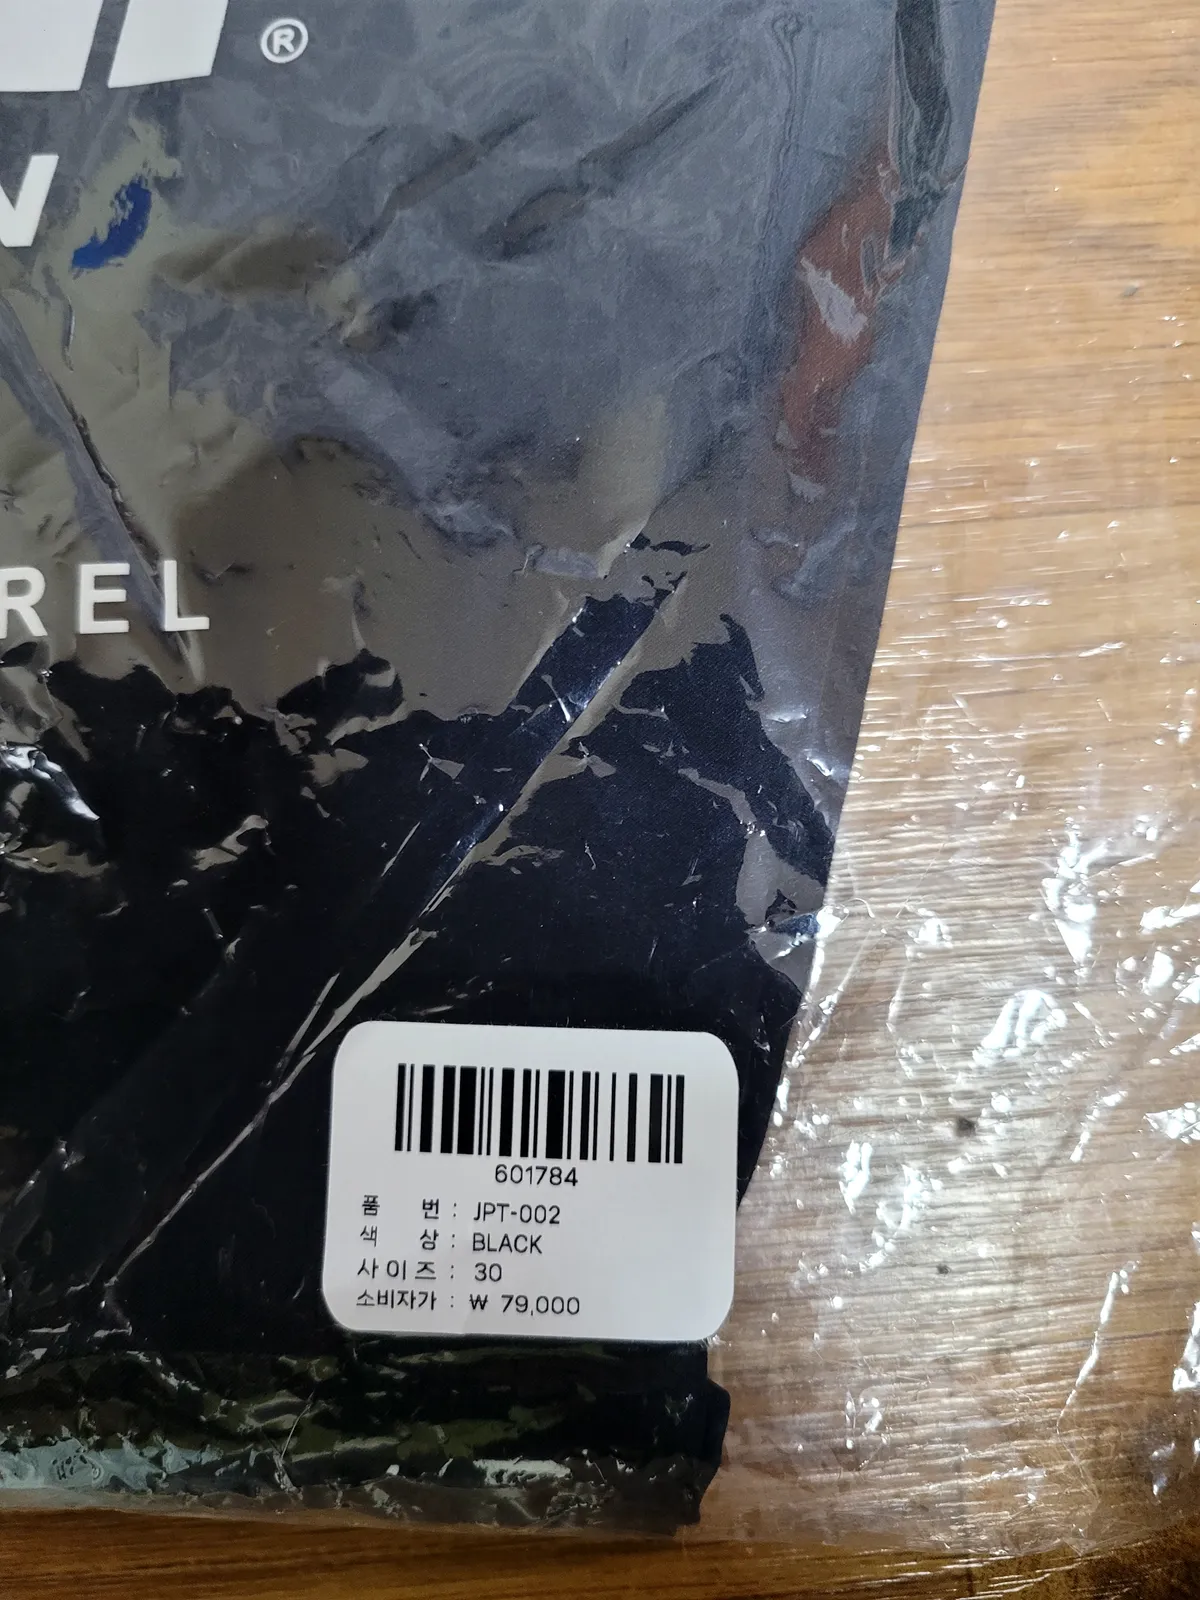 ®
REL
601784
품 번 : JPT-002
색 상 : BLACK
사이즈 : 30
소비자가 : ₩ 79,000